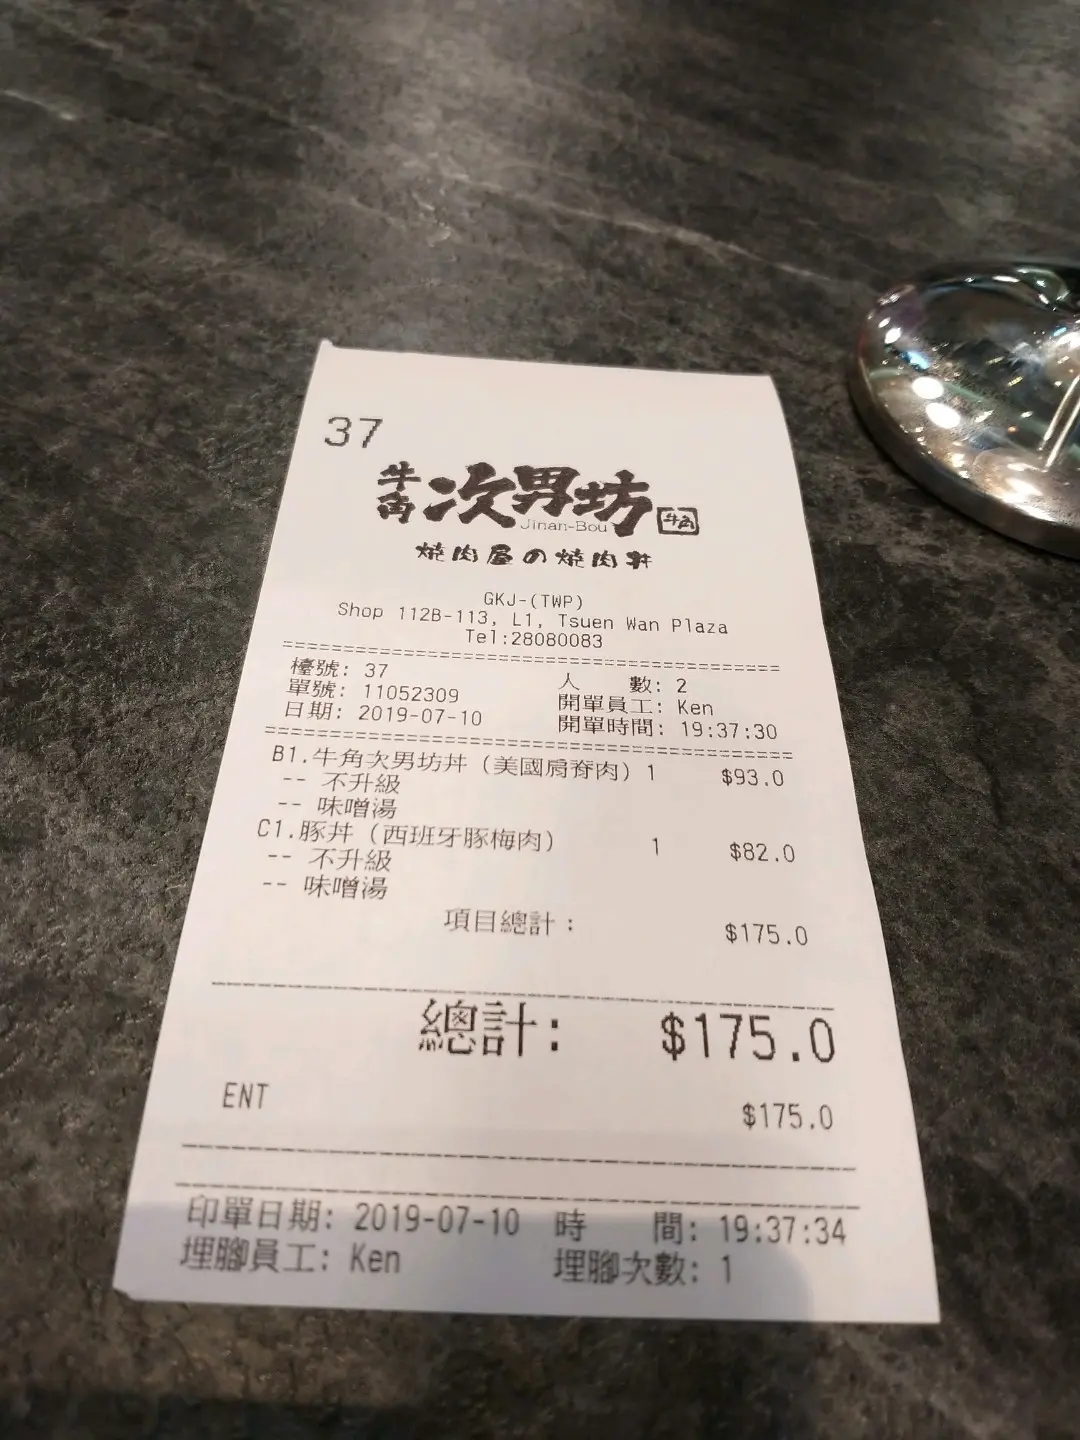 37
牛角 次男坊 牛角
Jinan-Bou
焼肉屋の焼肉丼
GKJ-(TWP)
Shop 112B-113, L1, Tsuen Wan Plaza
Tel:28080083
檯號: 37 人 數: 2
單號: 11052309 開單員工: Ken
日期: 2019-07-10 開單時間: 19:37:30
B1.牛角次男坊丼 (美國肩脊肉) 1 $93.0
-- 不升級
-- 味噌湯
C1.豚丼 (西班牙豚梅肉) 1 $82.0
-- 不升級
-- 味噌湯
項目總計: $175.0
總計: $175.0
ENT $175.0
印單日期: 2019-07-10 時 間: 19:37:34
埋腳員工: Ken 埋腳次數: 1